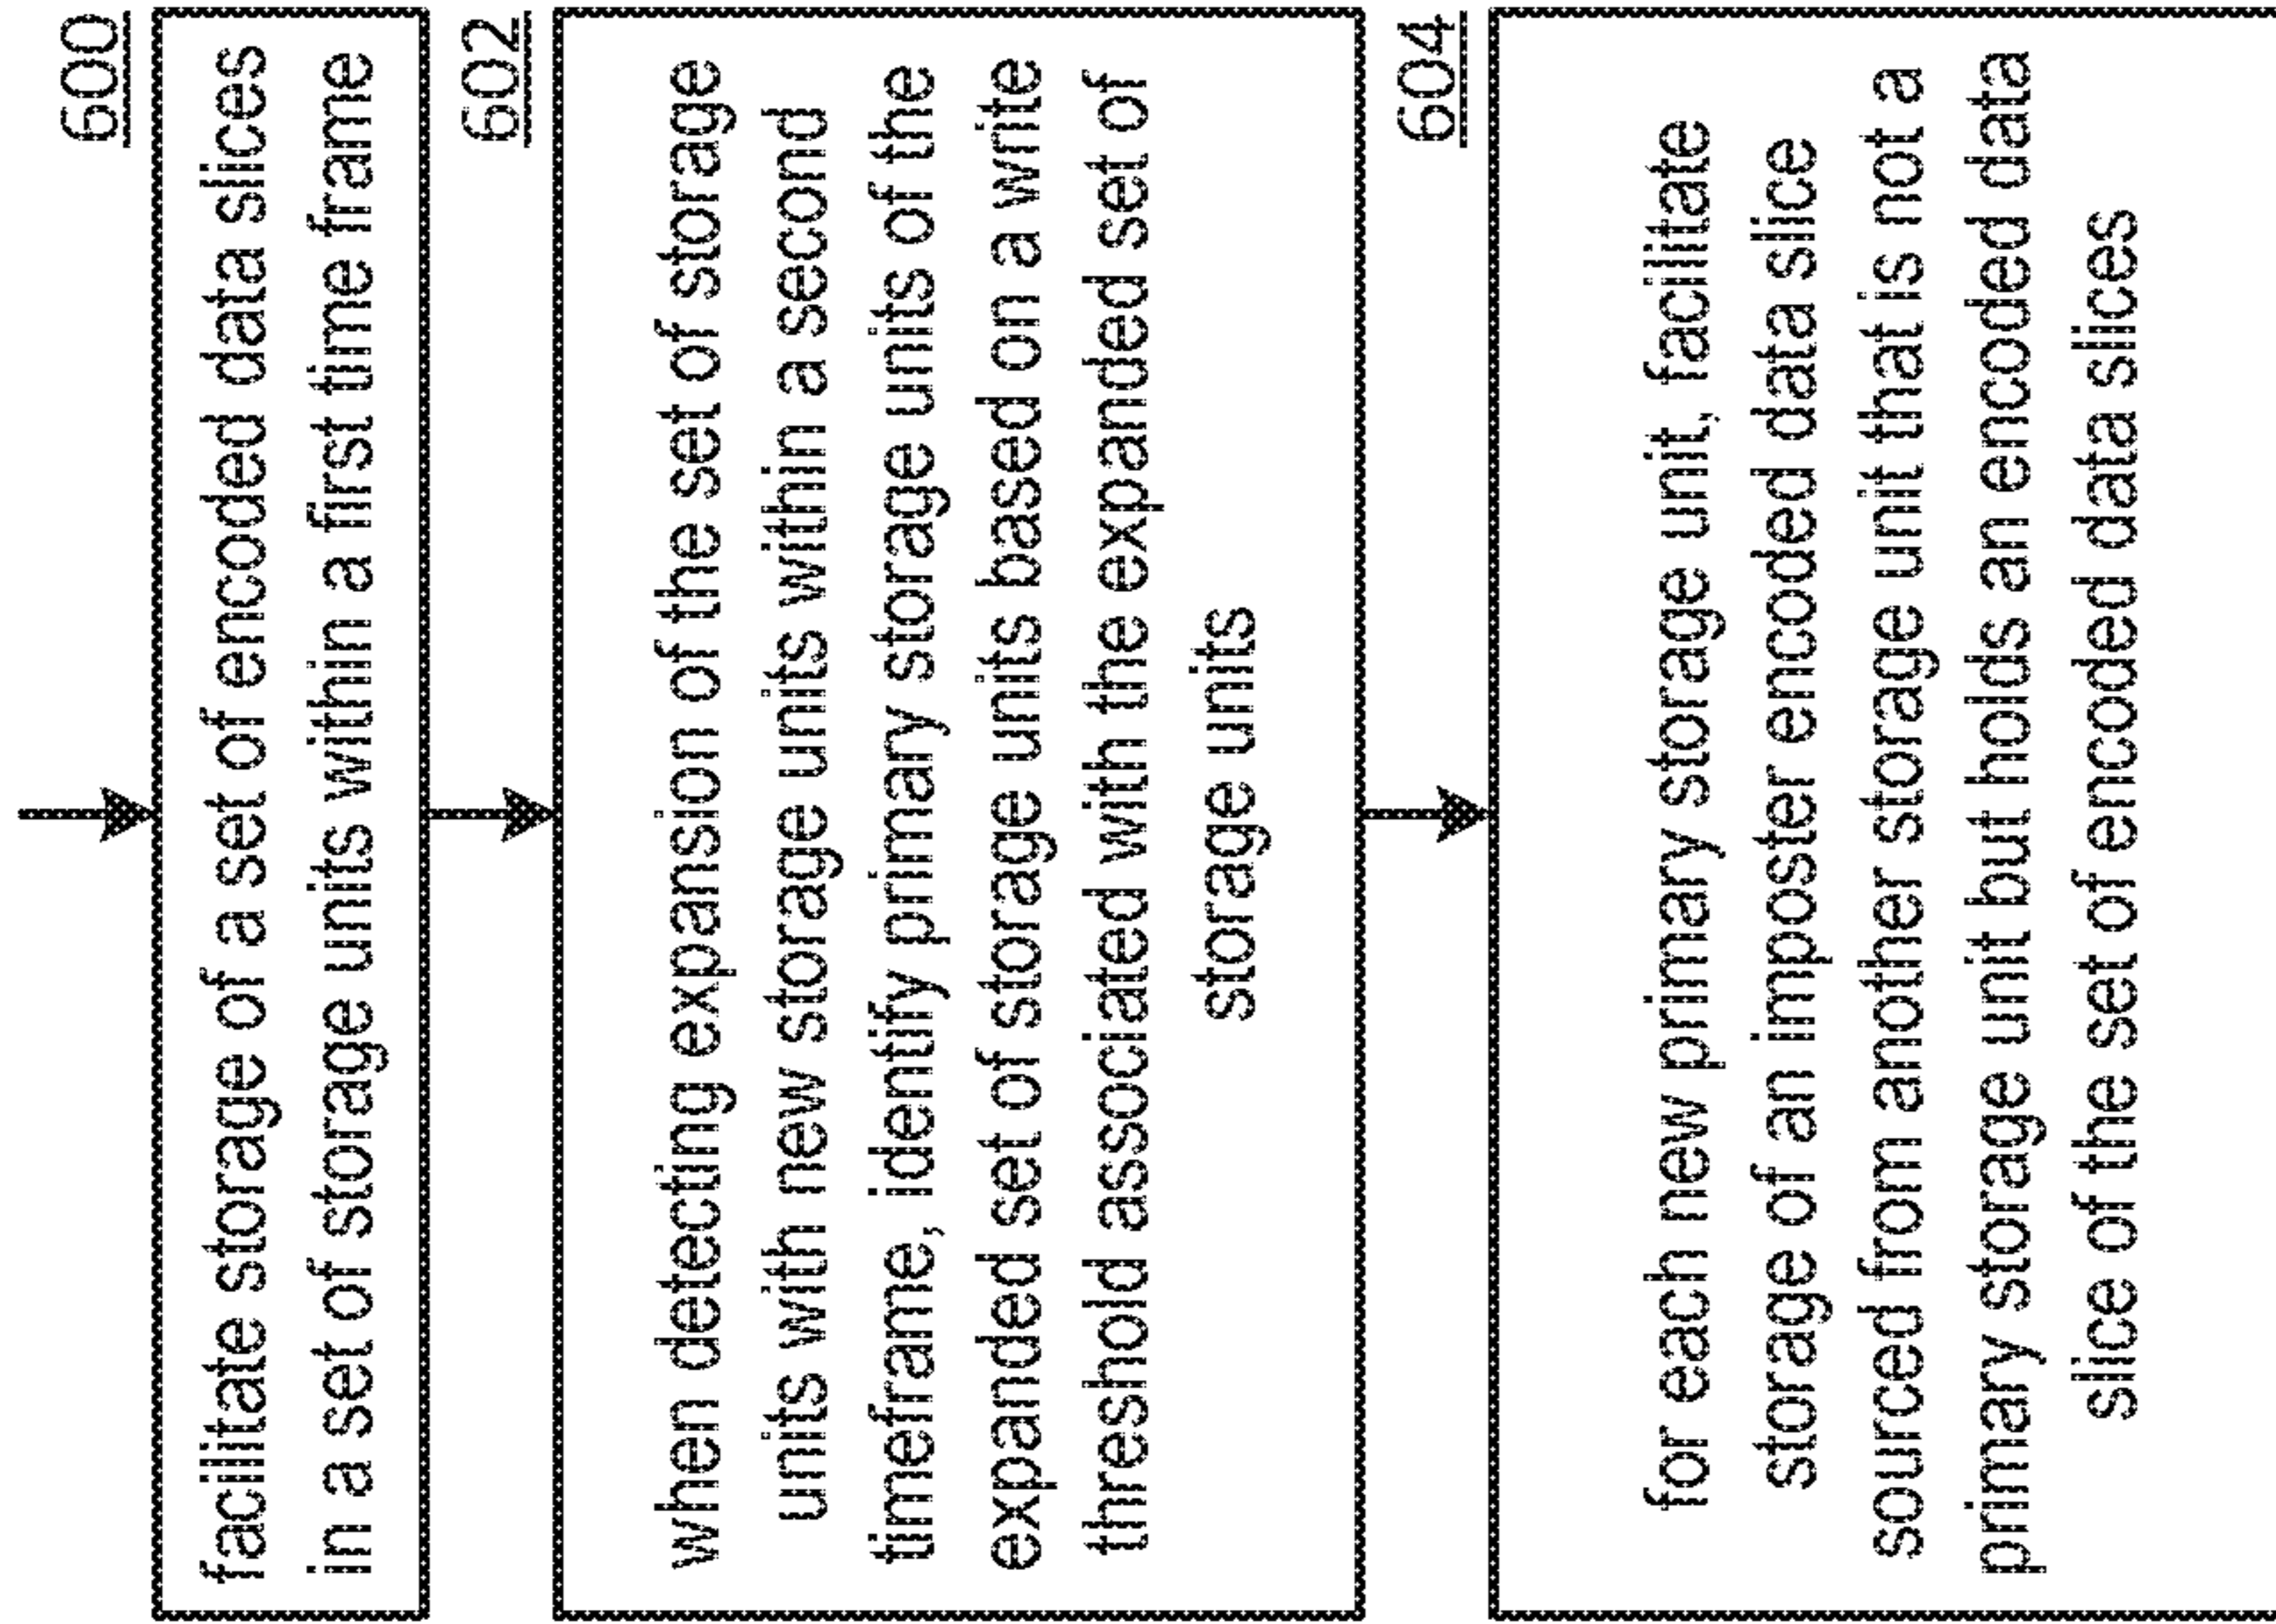 600
facilitate storage of a set of encoded data slices
in a set of storage units within a first time frame
602
when detecting expansion of the set of storage
units with new storage units within a second
timeframe, identify primary storage units of the
expanded set of storage units based on a write
threshold associated with the expanded set of
storage units
604
for each new primary storage unit, facilitate
storage of an imposter encoded data slice
sourced from another storage unit that is not a
primary storage unit but holds an encoded data
slice of the set of encoded data slices